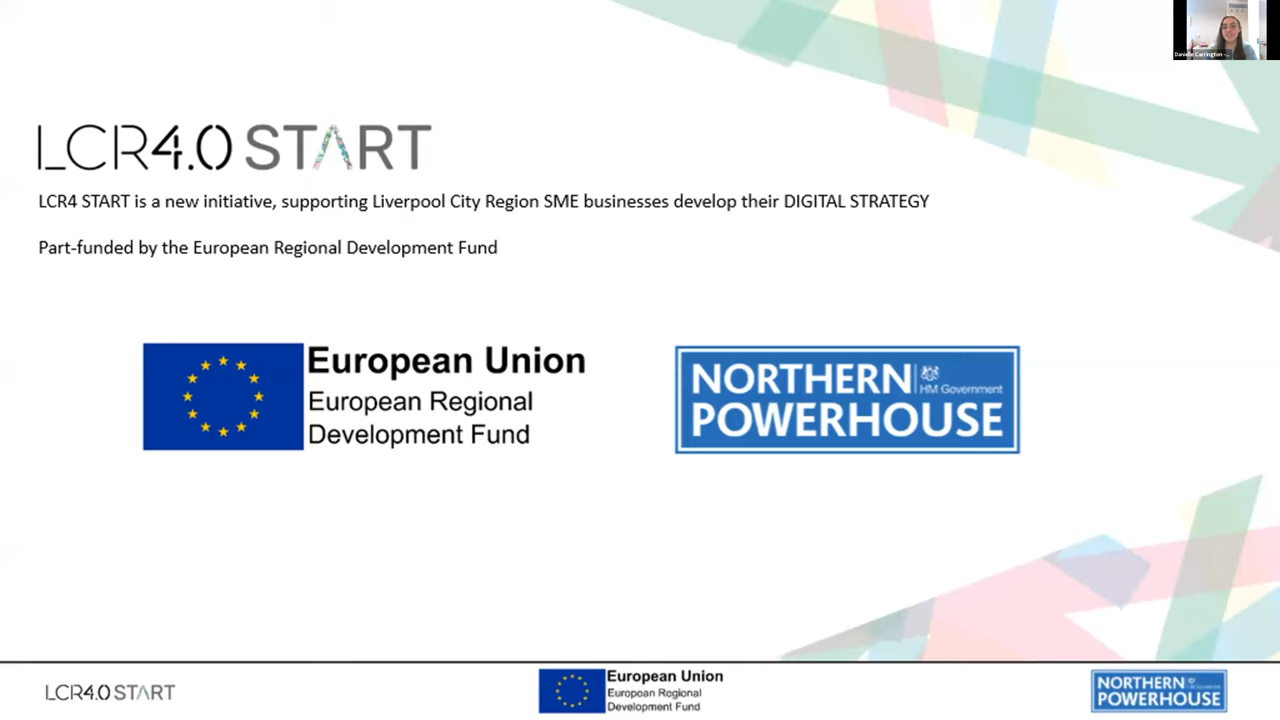 Danielle Carrington -...
LCR4.0 START
LCR4 START is a new initiative, supporting Liverpool City Region SME businesses develop their DIGITAL STRATEGY
Part-funded by the European Regional Development Fund
European Union
European Regional
Development Fund
NORTHERN
HM Government
POWERHOUSE
LCR4.0 START
European Union
European Regional
Development Fund
NORTHERN
POWERHOUSE